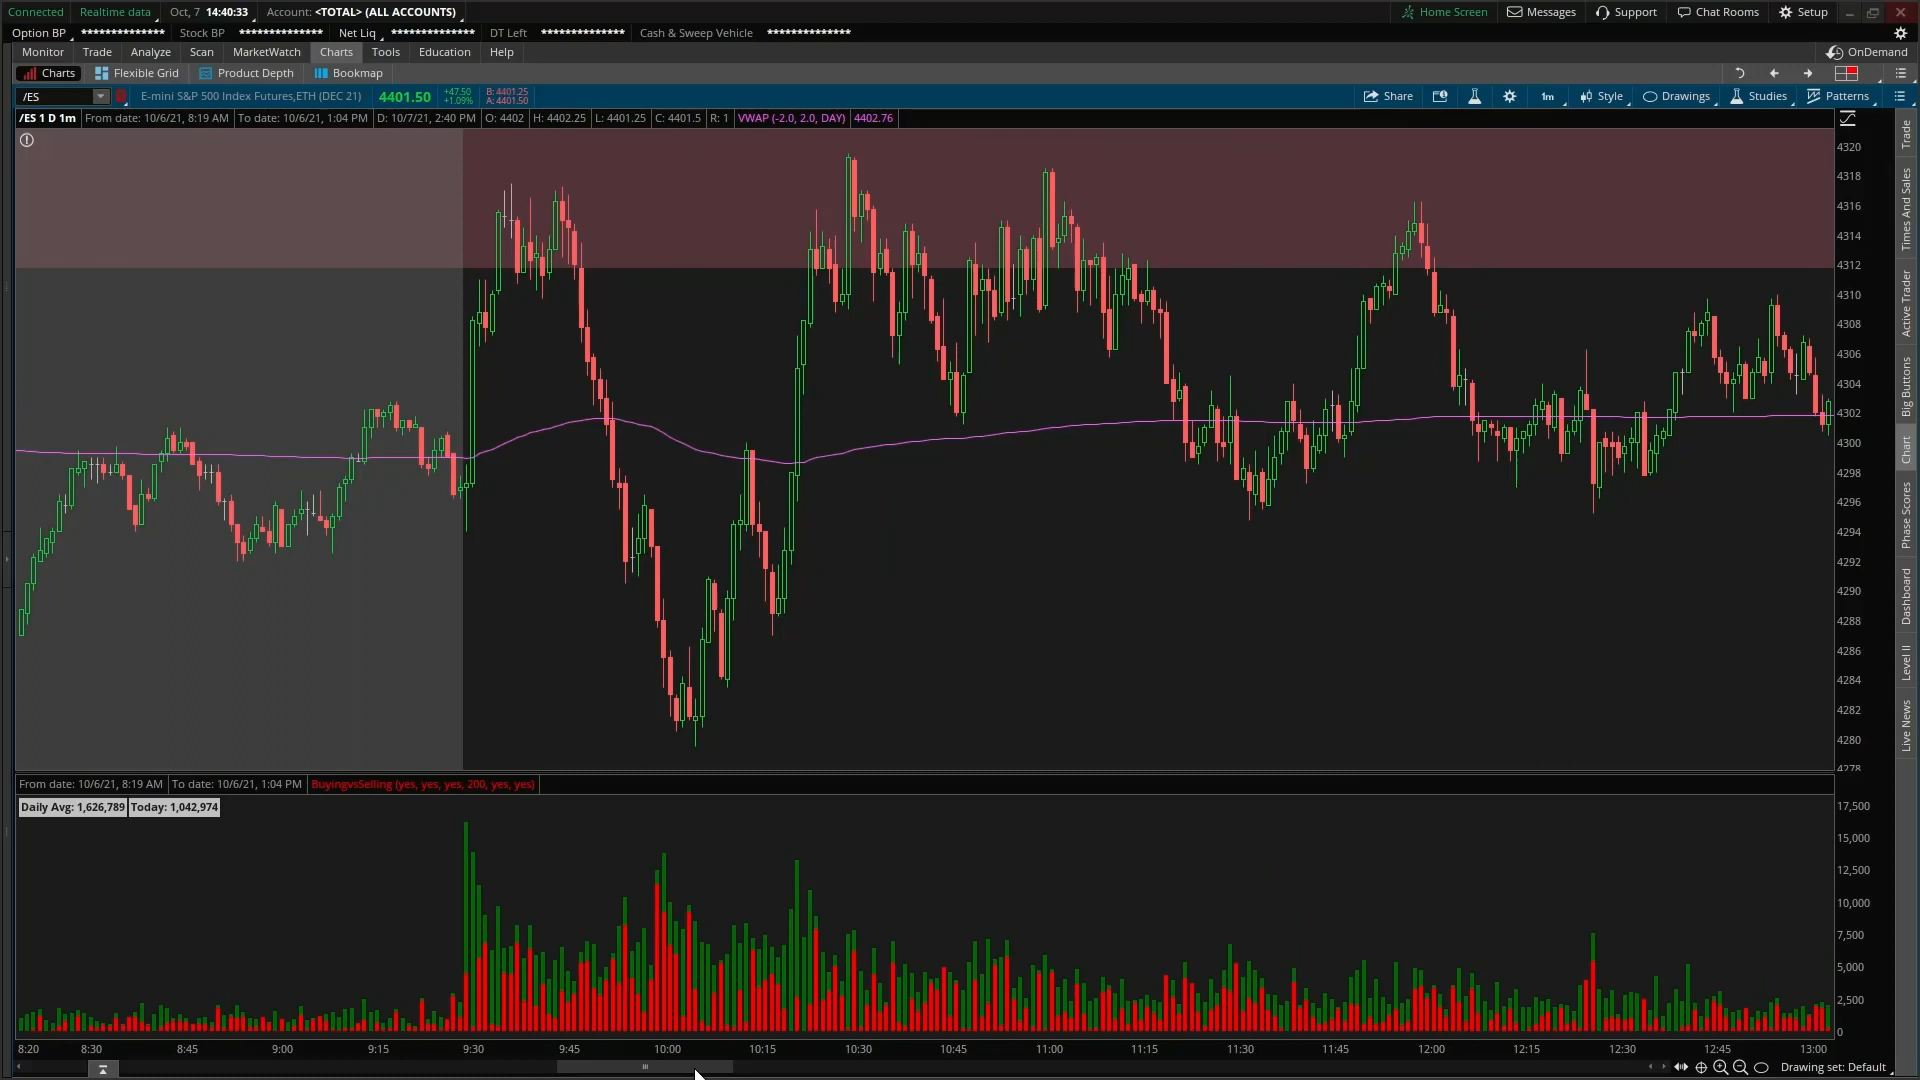 Connected Realtime data Oct, 7 14:40:33 Account: <TOTAL> (ALL ACCOUNTS) Home Screen Messages Support Chat Rooms Setup
Option BP ************** Stock BP ************** Net Liq ************** DT Left ************** Cash & Sweep Vehicle **************
Monitor Trade Analyze Scan MarketWatch Charts Tools Education Help OnDemand
Charts Flexible Grid Product Depth Bookmap
/ES E-mini S&P 500 Index Futures,ETH (DEC 21) 4401.50 +47.50 +1.09% B: 4401.25 A: 4401.50 Share 1m Style Drawings Studies Patterns
/ES 1 D 1m From date: 10/6/21, 8:19 AM To date: 10/6/21, 1:04 PM D: 10/7/21, 2:40 PM O: 4402 H: 4402.25 L: 4401.25 C: 4401.5 R: 1 VWAP (-2.0, 2.0, DAY) 4402.76
4320
4318
4316
4314
4312
4310
4308
4306
4304
4302
4300
4298
4296
4294
4292
4290
4288
4286
4284
4282
4280
4278
Trade
Times And Sales
Active Trader
Big Buttons
Chart
Phase Scores
Dashboard
Level II
Live News
From date: 10/6/21, 8:19 AM To date: 10/6/21, 1:04 PM BuyingvsSelling (yes, yes, yes, 200, yes, yes)
Daily Avg: 1,626,789 Today: 1,042,974
17,500
15,000
12,500
10,000
7,500
5,000
2,500
0
8:20 8:30 8:45 9:00 9:15 9:30 9:45 10:00 10:15 10:30 10:45 11:00 11:15 11:30 11:45 12:00 12:15 12:30 12:45 13:00
Drawing set: Default